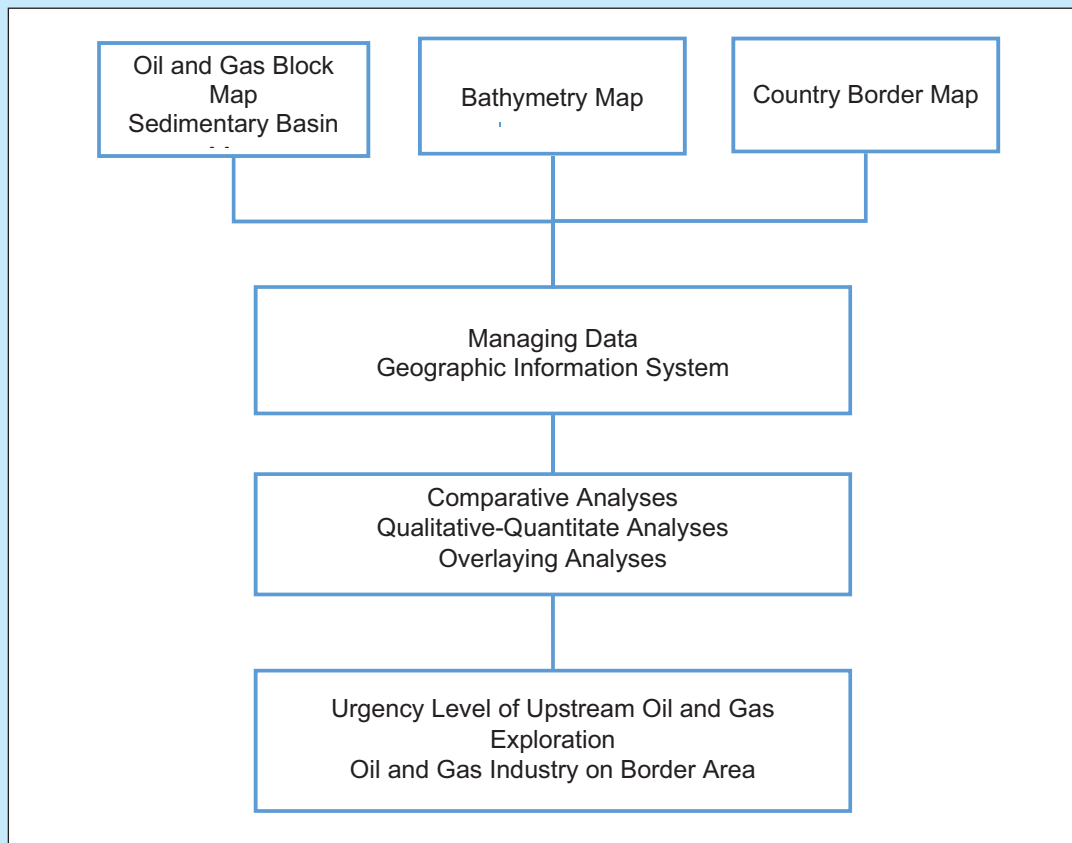 Oil and Gas Block
Map
Sedimentary Basin
Bathymetry Map
Country Border Map
Managing Data
Geographic Information System
Comparative Analyses
Qualitative-Quantitate Analyses
Overlaying Analyses
Urgency Level of Upstream Oil and Gas
Exploration
Oil and Gas Industry on Border Area